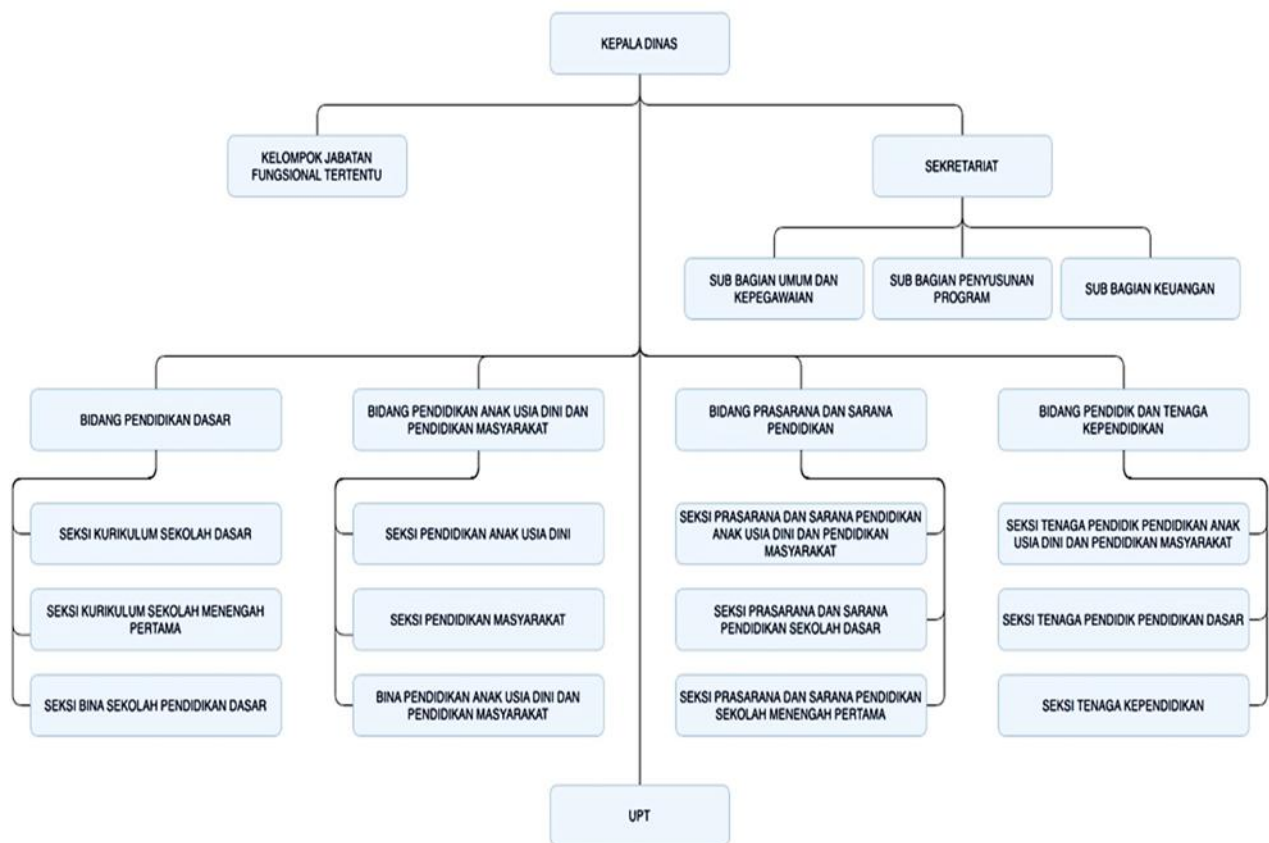 KEPALA DINAS
KELOMPOK JABATAN
FUNGSIONAL TERTENTU
SEKRETARIAT
SUB BAGIAN UMUM DAN
KEPEGAWAIAN
SUB BAGIAN PENYUSUNAN
PROGRAM
SUB BAGIAN KEUANGAN
BIDANG PENDIDIKAN DASAR
BIDANG PENDIDIKAN ANAK USIA DINI DAN
PENDIDIKAN MASYARAKAT
BIDANG PRASARANA DAN SARANA
PENDIDIKAN
BIDANG PENDIDIK DAN TENAGA
KEPENDIDIKAN
SEKSI KURIKULUM SEKOLAH DASAR
SEKSI KURIKULUM SEKOLAH MENENGAH
PERTAMA
SEKSI BINA SEKOLAH PENDIDIKAN DASAR
SEKSI PENDIDIKAN ANAK USIA DINI
SEKSI PENDIDIKAN MASYARAKAT
BINA PENDIDIKAN ANAK USIA DINI DAN
PENDIDIKAN MASYARAKAT
SEKSI PRASARANA DAN SARANA PENDIDIKAN
ANAK USIA DINI DAN PENDIDIKAN
MASYARAKAT
SEKSI PRASARANA DAN SARANA
PENDIDIKAN SEKOLAH DASAR
SEKSI PRASARANA DAN SARANA PENDIDIKAN
SEKOLAH MENENGAH PERTAMA
SEKSI TENAGA PENDIDIK PENDIDIKAN ANAK
USIA DINI DAN PENDIDIKAN MASYARAKAT
SEKSI TENAGA PENDIDIK PENDIDIKAN DASAR
SEKSI TENAGA KEPENDIDIKAN
UPT